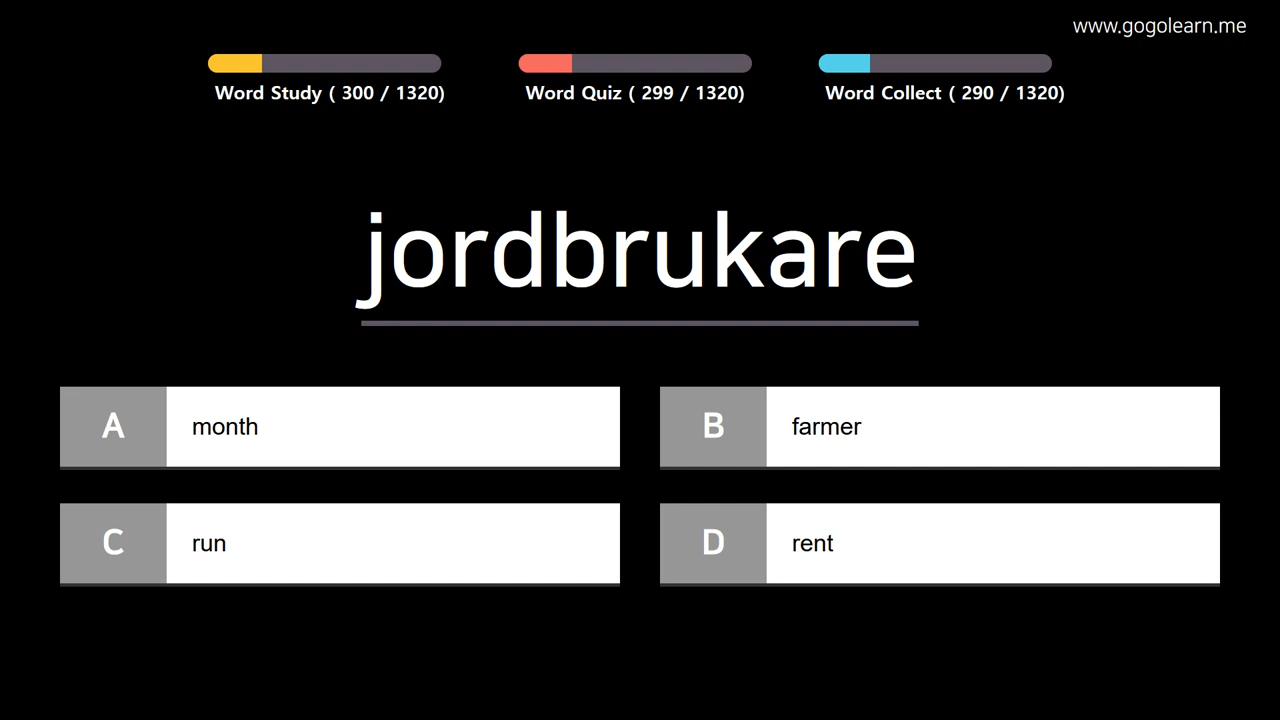 www.gogolearn.me
Word Study ( 300 / 1320)
Word Quiz ( 299 / 1320)
Word Collect ( 290 / 1320)
jordbrukare
A month
B farmer
C run
D rent